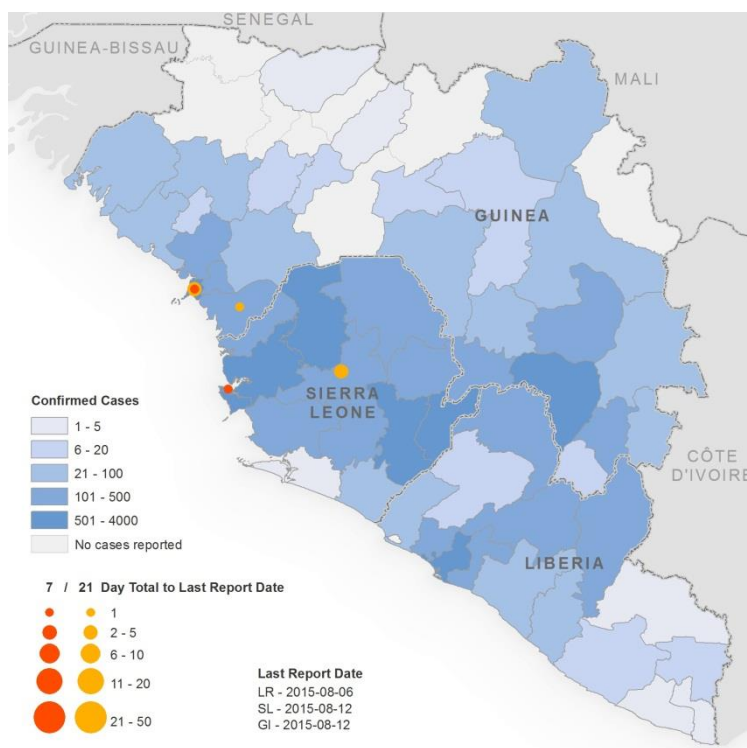 SENEGAL
GUINEA-BISSAU
MALI
GUINEA
SIERRA
LEONE
CÔTE
D'IVOIRE
LIBERIA
Confirmed Cases
1 - 5
6 - 20
21 - 100
101 - 500
501 - 4000
No cases reported
7 / 21 Day Total to Last Report Date
1
2 - 5
6 - 10
11 - 20
21 - 50
Last Report Date
LR - 2015-08-06
SL - 2015-08-12
GI - 2015-08-12